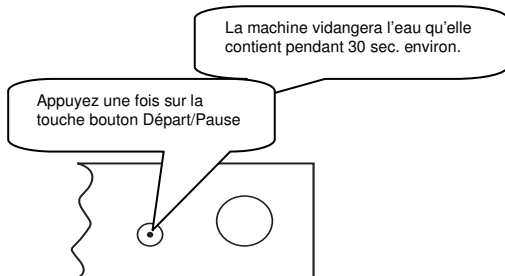 La machine vidangera l'eau qu'elle
contient pendant 30 sec. environ.
Appuyez une fois sur la
touche bouton Départ/Pause